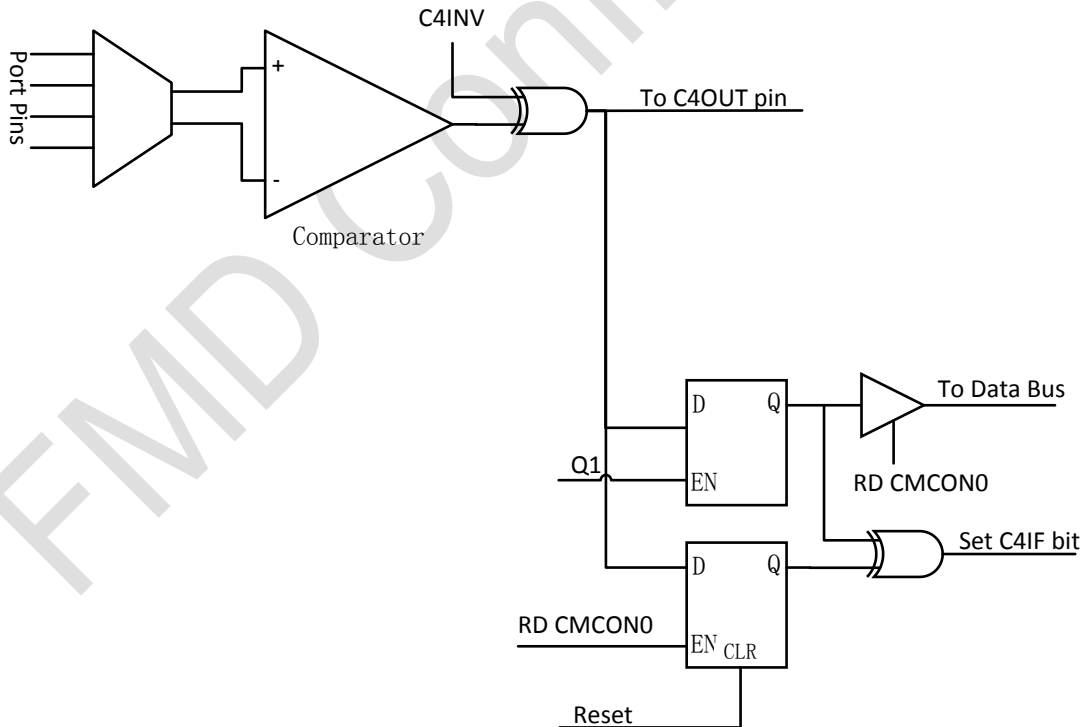 C4INV
Port Pins
+
-
To C4OUT pin
Comparator
D
Q
To Data Bus
Q1
EN
RD CMCON0
Set C4IF bit
D
Q
RD CMCON0
EN
CLR
Reset
FMD